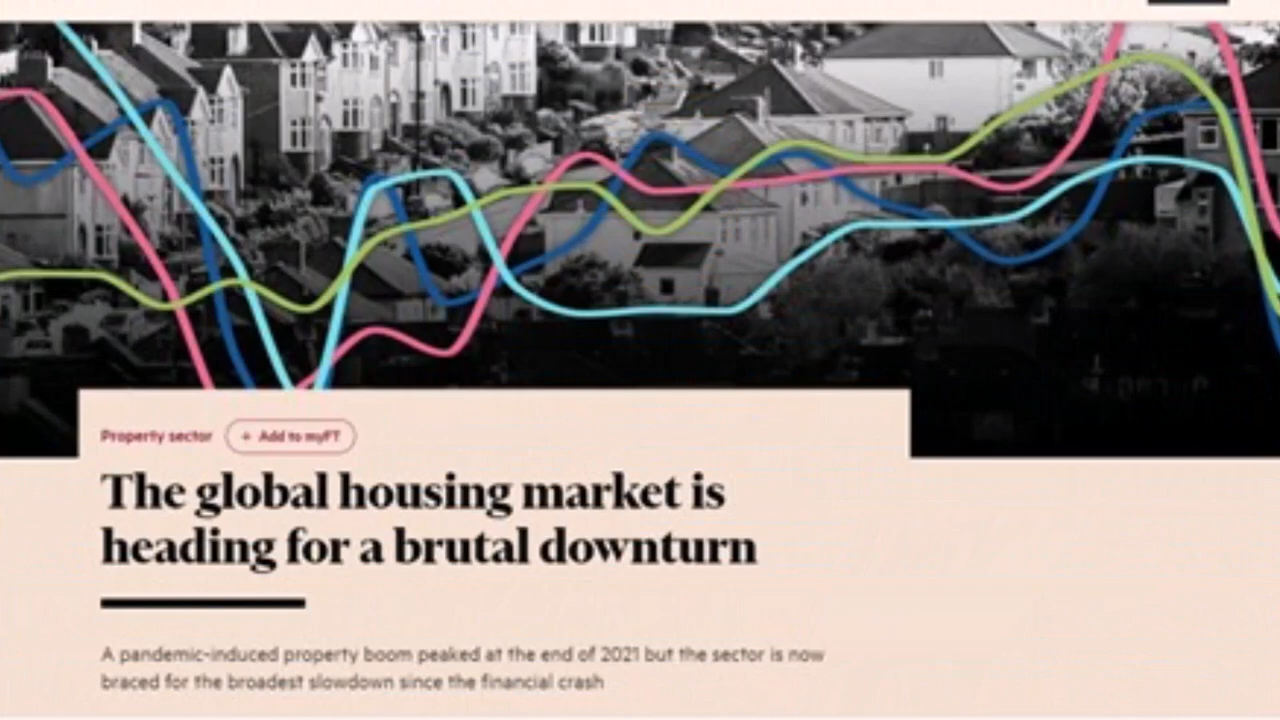 Property sector + Add to myFT
The global housing market is
heading for a brutal downturn
A pandemic-induced property boom peaked at the end of 2021 but the sector is now
braced for the broadest slowdown since the financial crash